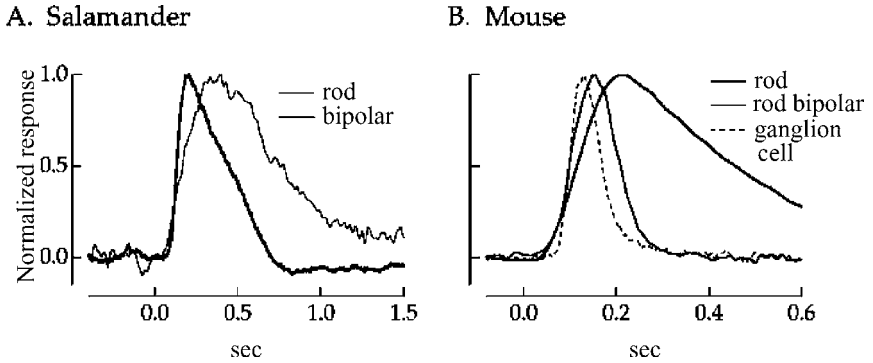 A. Salamander
Normalized response
1.0
0.5
0.0
rod
bipolar
0.0 0.5 1.0 1.5
sec
B. Mouse
rod
rod bipolar
ganglion
cell
0.0 0.2 0.4 0.6
sec